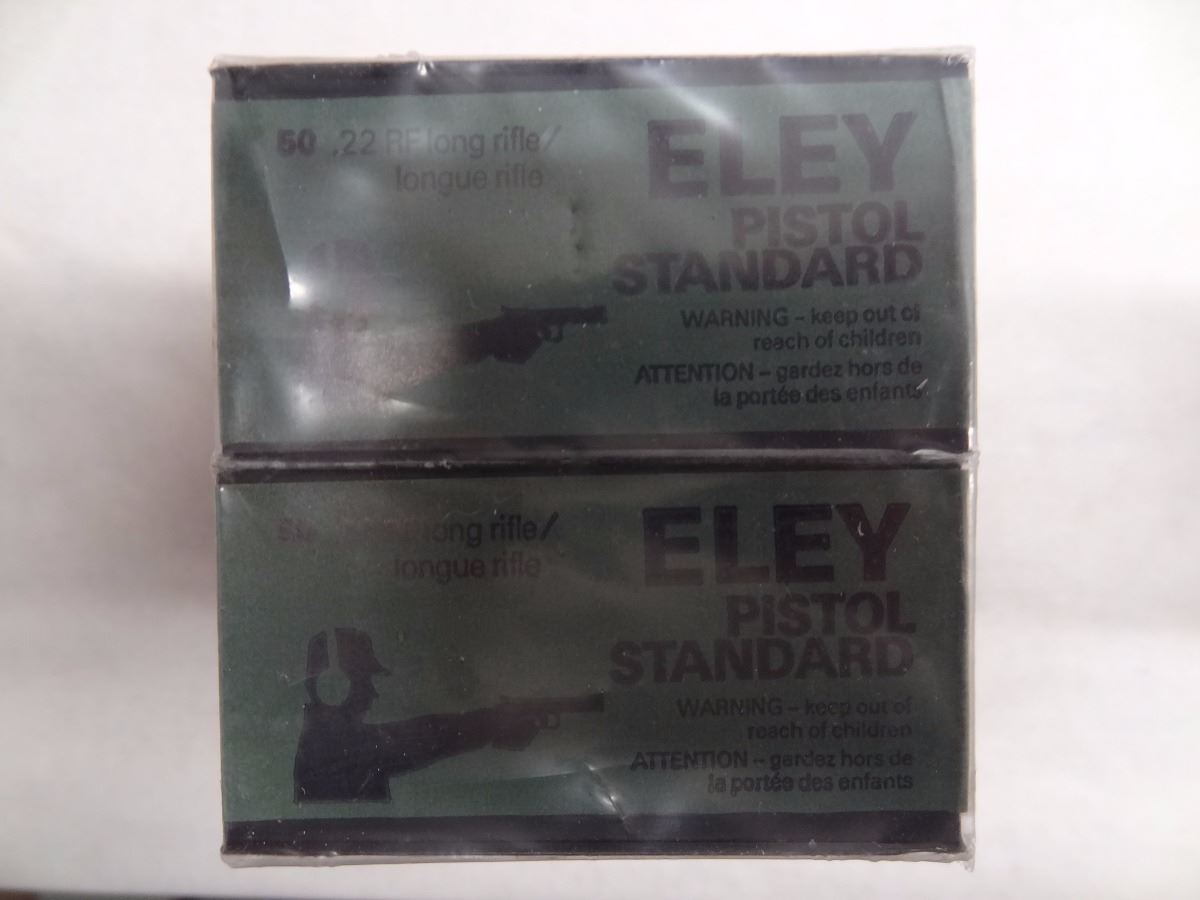 50 .22 RF long rifle/
longue rifle
ELEY
PISTOL
STANDARD
WARNING – keep out of
reach of children
ATTENTION – gardez hors de
la portée des enfants
50 long rifle/
longue rifle
ELEY
PISTOL
STANDARD
WARNING – keep out of
reach of children
ATTENTION – gardez hors de
la portée des enfants